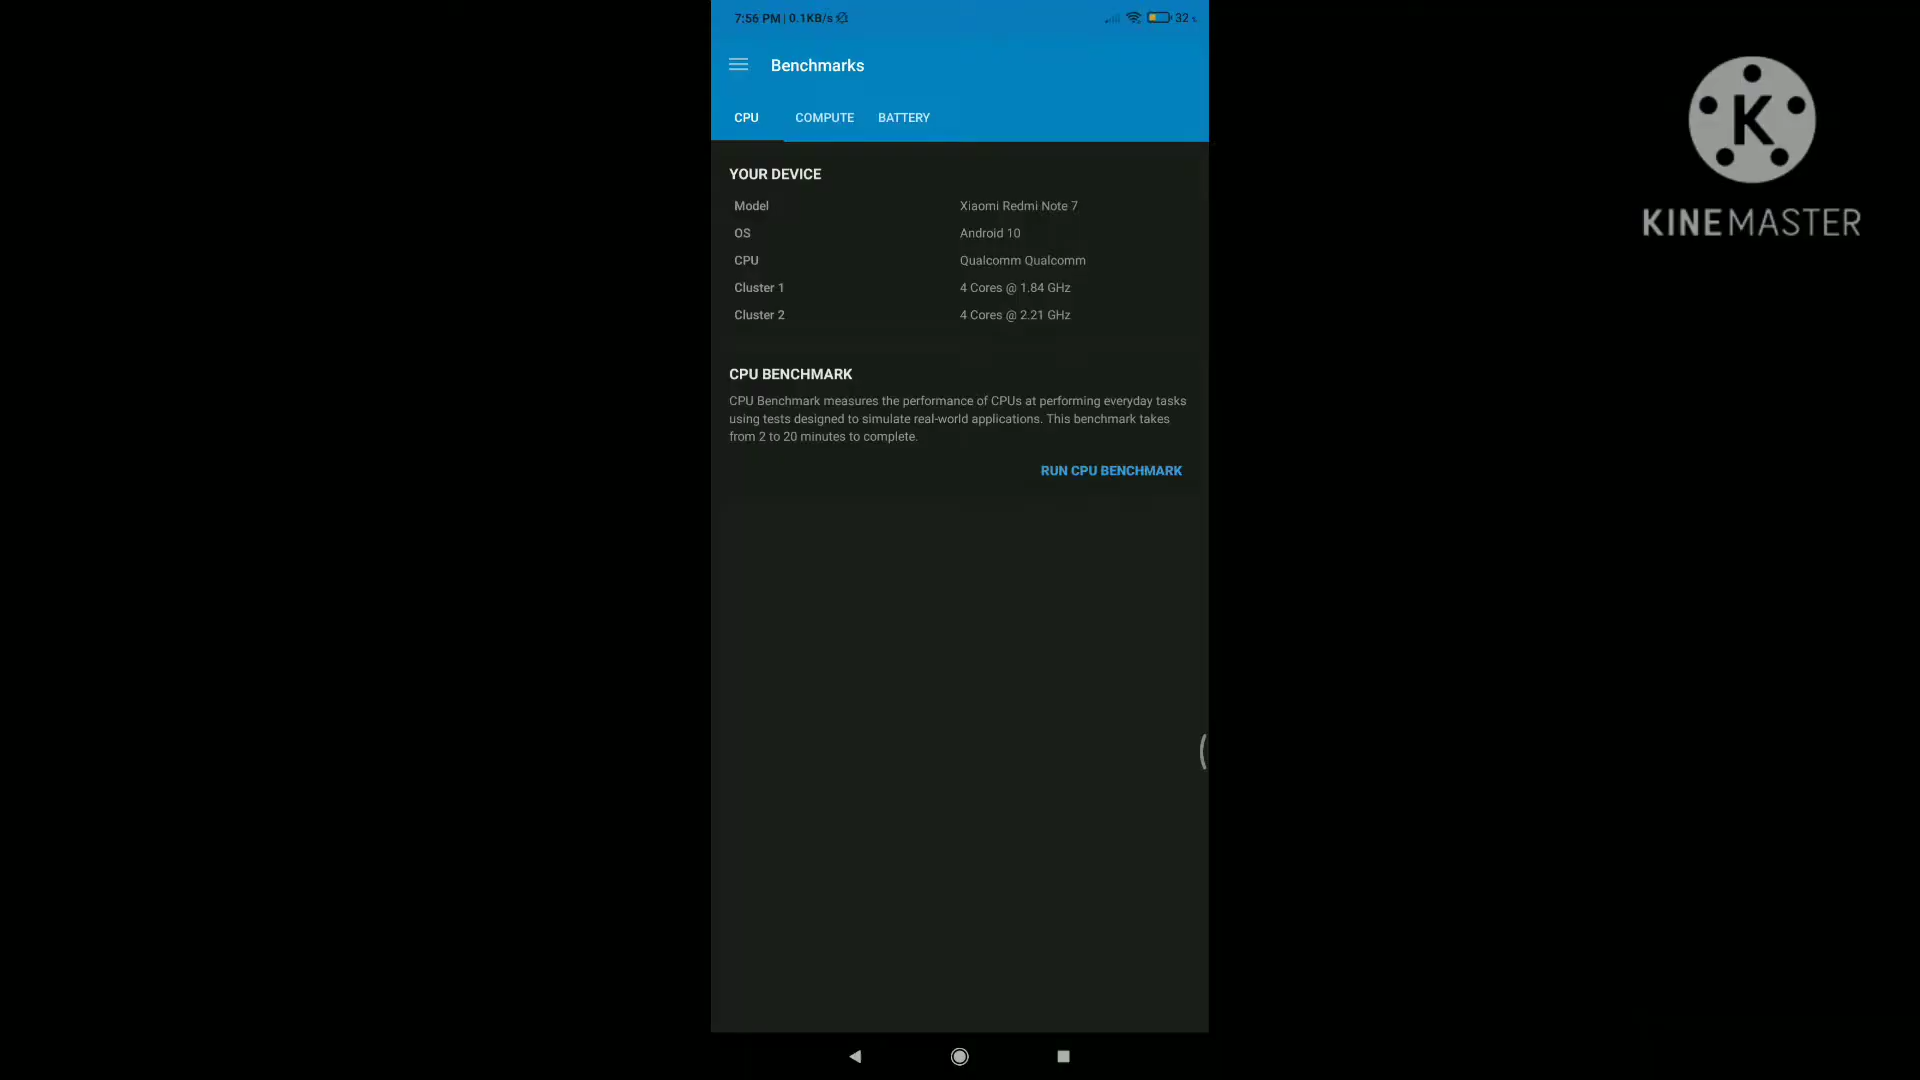 7:56 PM | 0.1KB/s
32
Benchmarks
CPU COMPUTE BATTERY
YOUR DEVICE
Model Xiaomi Redmi Note 7
OS Android 10
CPU Qualcomm Qualcomm
Cluster 1 4 Cores @ 1.84 GHz
Cluster 2 4 Cores @ 2.21 GHz
CPU BENCHMARK
CPU Benchmark measures the performance of CPUs at performing everyday tasks
using tests designed to simulate real-world applications. This benchmark takes
from 2 to 20 minutes to complete.
RUN CPU BENCHMARK
K
KINEMASTER